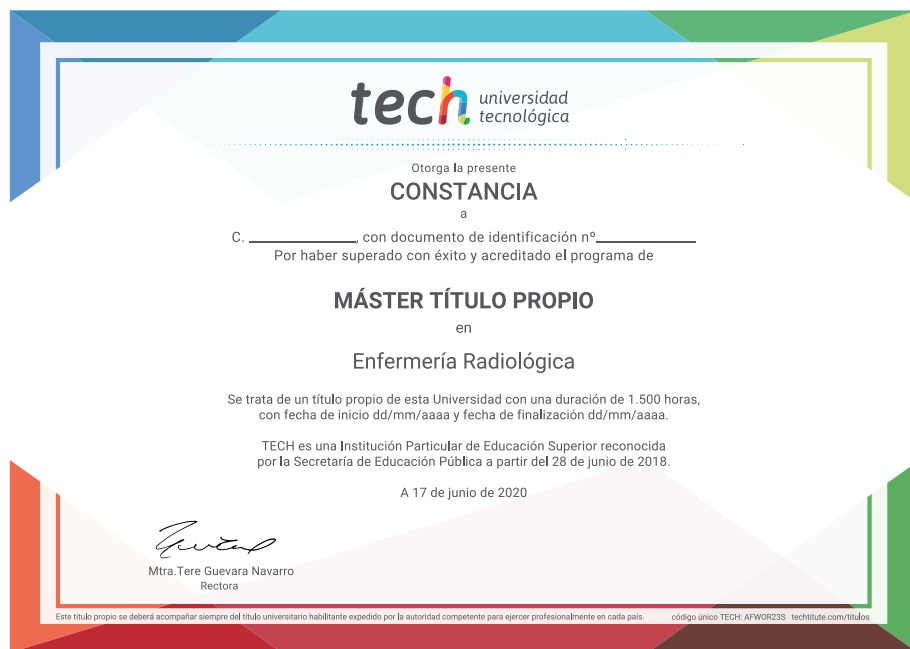 tech universidad
tecnológica
Otorga la presente
CONSTANCIA
a
C. ______________, con documento de identificación nº_____________
Por haber superado con éxito y acreditado el programa de
MÁSTER TÍTULO PROPIO
en
Enfermería Radiológica
Se trata de un título propio de esta Universidad con una duración de 1.500 horas,
con fecha de inicio dd/mm/aaaa y fecha de finalización dd/mm/aaaa.
TECH es una Institución Particular de Educación Superior reconocida
por la Secretaría de Educación Pública a partir del 28 de junio de 2018.
A 17 de junio de 2020
Mtra.Tere Guevara Navarro
Rectora
Este título propio se deberá acompañar siempre del título universitario habilitante expedido por la autoridad competente para ejercer profesionalmente en cada país. código único TECH: AFWOR23S techtitute.com/titulos